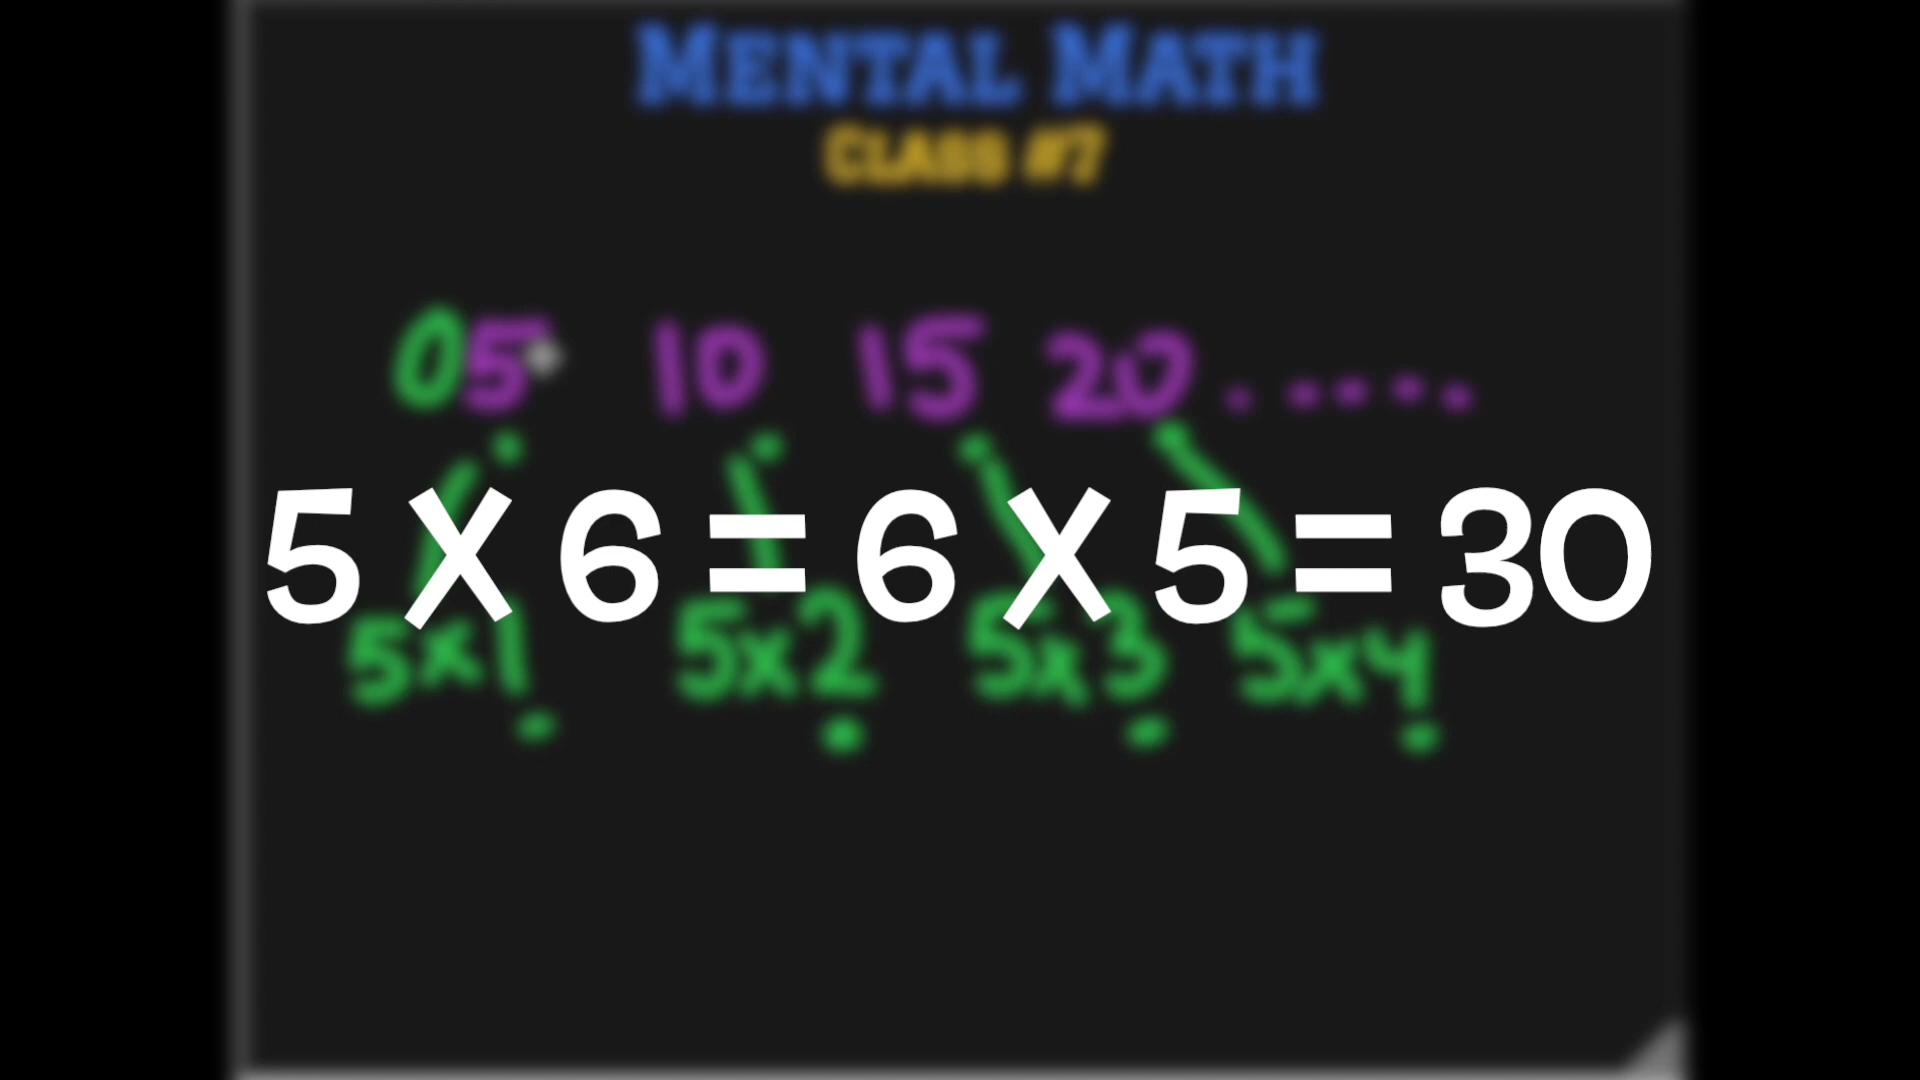 MENTAL MATH
CLASS #7
05 10 15 20 . . . . .
5 X 6 = 6 X 5 = 30
5x1 5x2 5x3 5x4